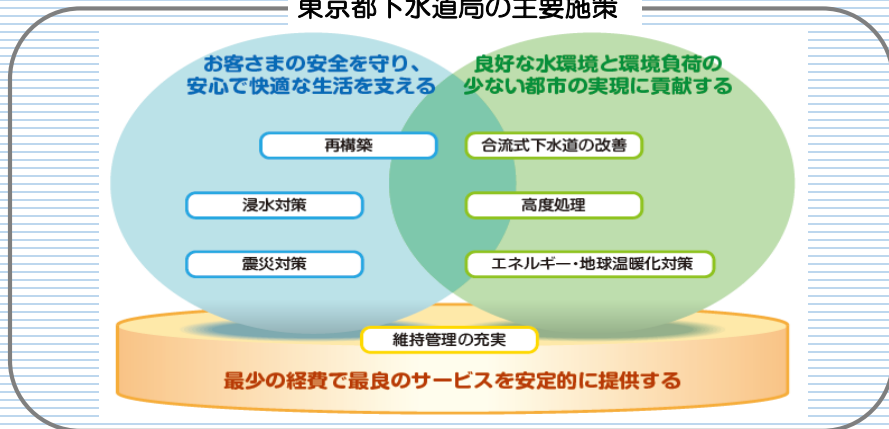 東京都下水道局の主要施策
お客さまの安全を守り、
安心で快適な生活を支える
良好な水環境と環境負荷の
少ない都市の実現に貢献する
再構築
合流式下水道の改善
浸水対策
高度処理
震災対策
エネルギー・地球温暖化対策
維持管理の充実
最少の経費で最良のサービスを安定的に提供する